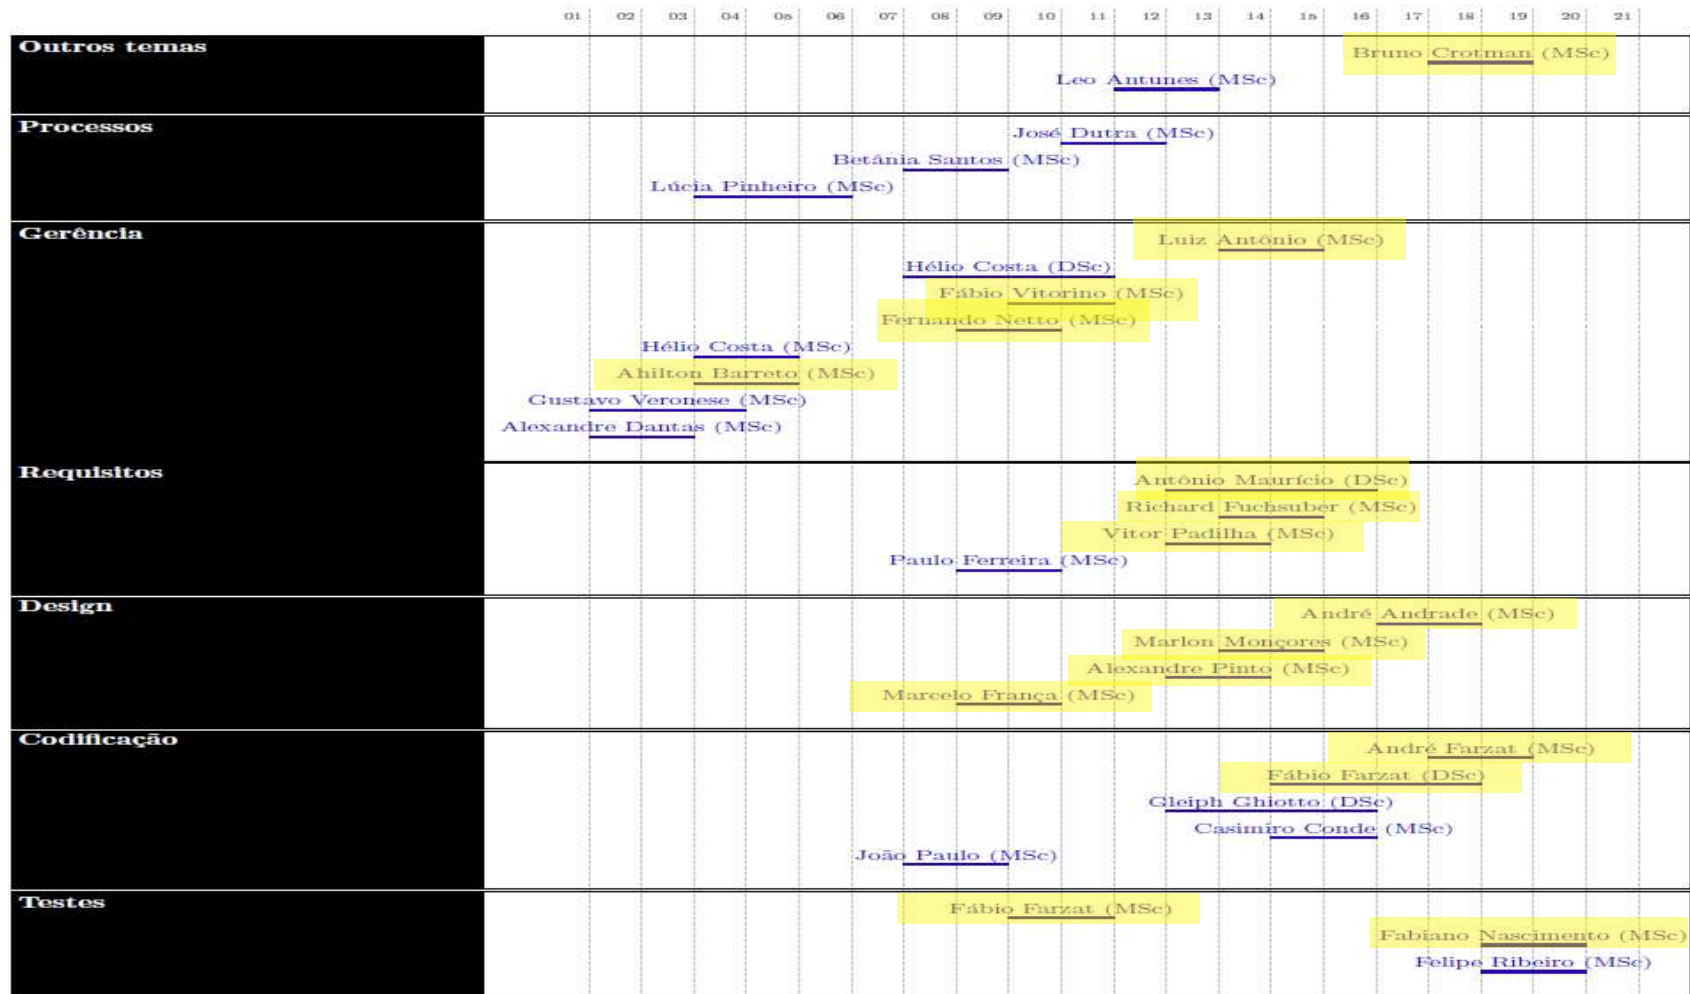 01 02 03 04 05 06 07 08 09 10 11 12 13 14 15 16 17 18 19 20 21
Outros temas
Bruno Crotman (MSc)
Leo Antunes (MSc)
Processos
José Dutra (MSc)
Betânia Santos (MSc)
Lúcia Pinheiro (MSc)
Gerência
Luiz Antônio (MSc)
Hélio Costa (DSc)
Fábio Vitorino (MSc)
Fernando Netto (MSc)
Hélio Costa (MSc)
Ahilton Barreto (MSc)
Gustavo Veronese (MSc)
Alexandre Dantas (MSc)
Requisitos
Antônio Maurício (DSc)
Richard Fuchsuber (MSc)
Vitor Padilha (MSc)
Paulo Ferreira (MSc)
Design
André Andrade (MSc)
Marlon Monçores (MSc)
Alexandre Pinto (MSc)
Marcelo França (MSc)
Codificação
André Farzat (MSc)
Fábio Farzat (DSc)
Gleiph Ghiotto (DSc)
Casimiro Conde (MSc)
João Paulo (MSc)
Testes
Fábio Farzat (MSc)
Fabiano Nascimento (MSc)
Felipe Ribeiro (MSc)